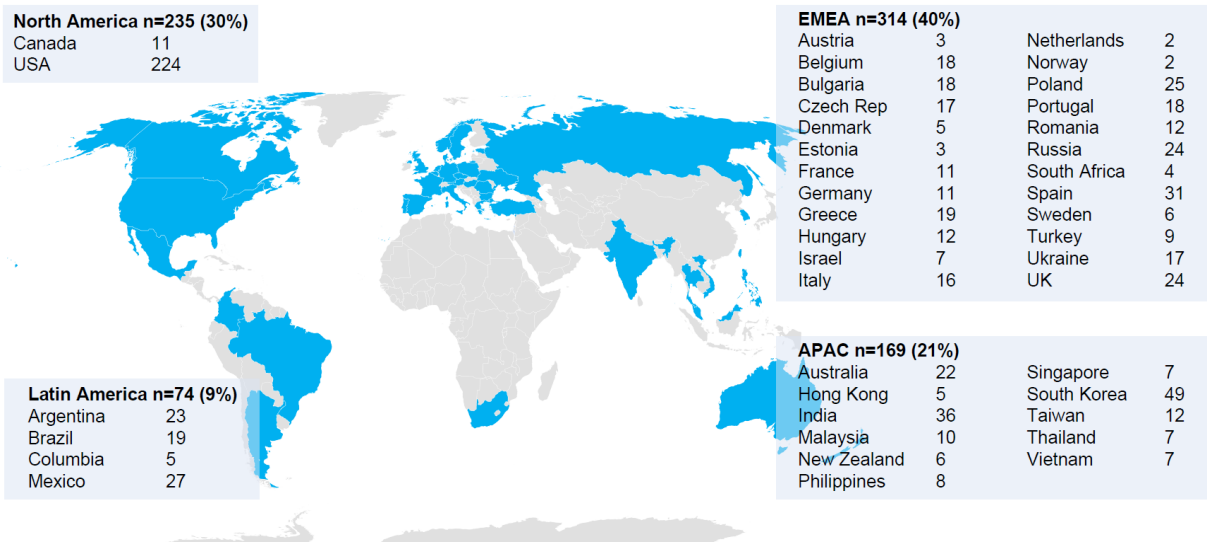 North America n=235 (30%)
Canada 11
USA 224
EMEA n=314 (40%)
Austria 3 Netherlands 2
Belgium 18 Norway 2
Bulgaria 18 Poland 25
Czech Rep 17 Portugal 18
Denmark 5 Romania 12
Estonia 3 Russia 24
France 11 South Africa 4
Germany 11 Spain 31
Greece 19 Sweden 6
Hungary 12 Turkey 9
Israel 7 Ukraine 17
Italy 16 UK 24
Latin America n=74 (9%)
Argentina 23
Brazil 19
Columbia 5
Mexico 27
APAC n=169 (21%)
Australia 22 Singapore 7
Hong Kong 5 South Korea 49
India 36 Taiwan 12
Malaysia 10 Thailand 7
New Zealand 6 Vietnam 7
Philippines 8